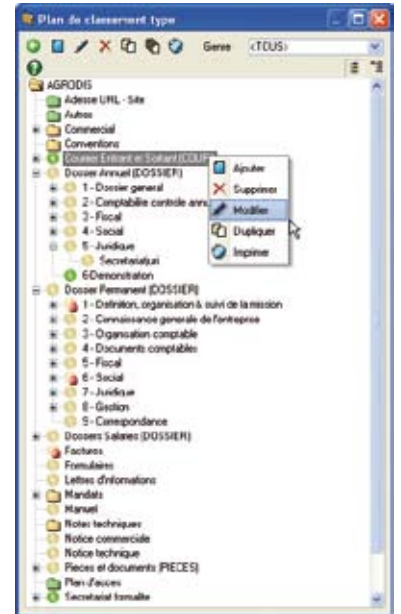 Plan de classement type
Genre <TOUS>
AGRODIS
Adresse URL - Site
Autres
Commercial
Conventions
Courrier Entrant et Sortant (COUR
Dossier Annuel (DOSSIER)
1 - Dossier general
2 - Comptabilite controle annu
3 - Fiscal
4 - Social
5 - Juridique
Secretariatjuri
6 Demonstration
Dossier Permanent (DOSSIER)
1 - Definition, organisation & suivi de la mission
2 - Connaissance generale de l'entreprise
3 - Organisation comptable
4 - Documents comptables
5 - Fiscal
6 - Social
7 - Juridique
8 - Gestion
9 - Correspondance
Dossiers Salaries (DOSSIER)
Factures
Formulaires
Lettres d'informations
Mandats
Manuel
Notes techniques
Notice commerciale
Notice technique
Pieces et documents (PIECES)
Plan d'acces
Secretariat formalite
Ajouter
Supprimer
Modifier
Dupliquer
Imprimer